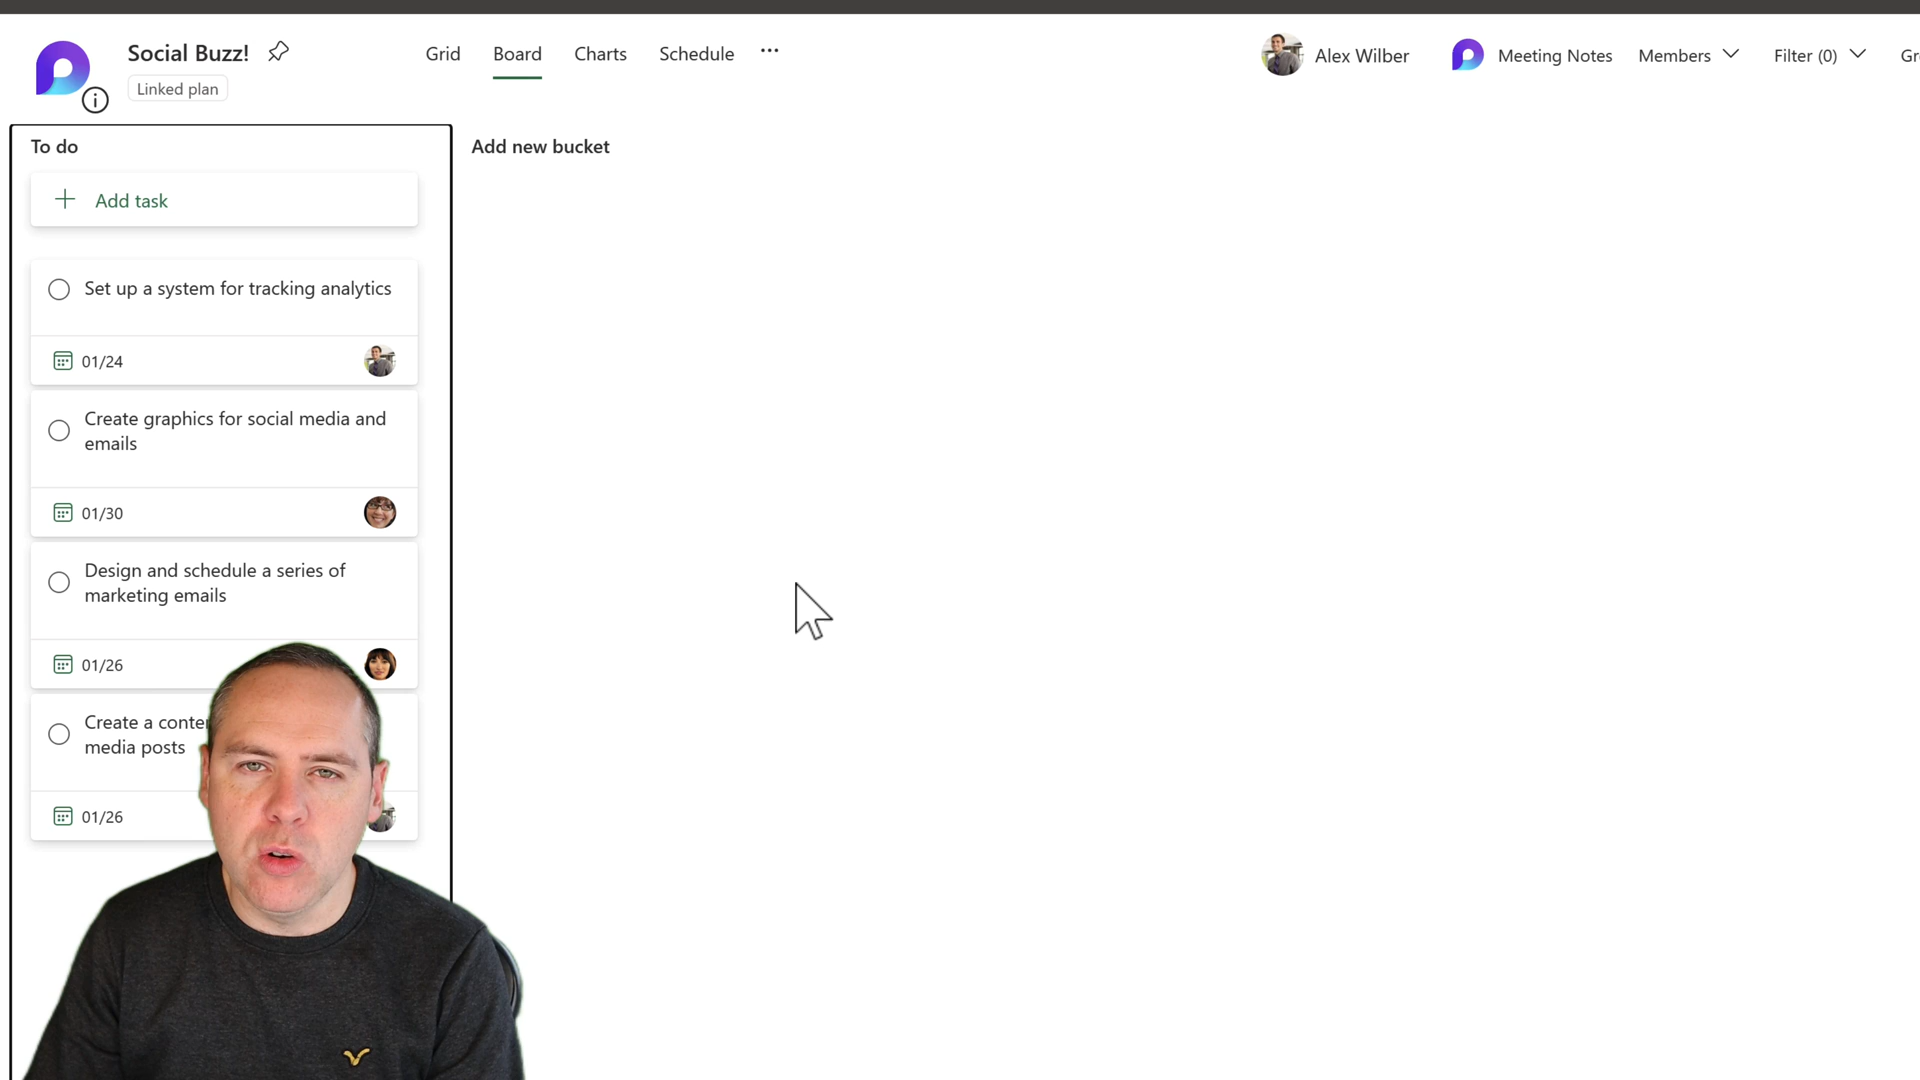 Social Buzz!
Linked plan
Grid
Board
Charts
Schedule
Alex Wilber
Meeting Notes
Members
Filter (0)
To do
Add task
Set up a system for tracking analytics
01/24
Create graphics for social media and
emails
01/30
Design and schedule a series of
marketing emails
01/26
Create a
media posts
01/26
Add new bucket